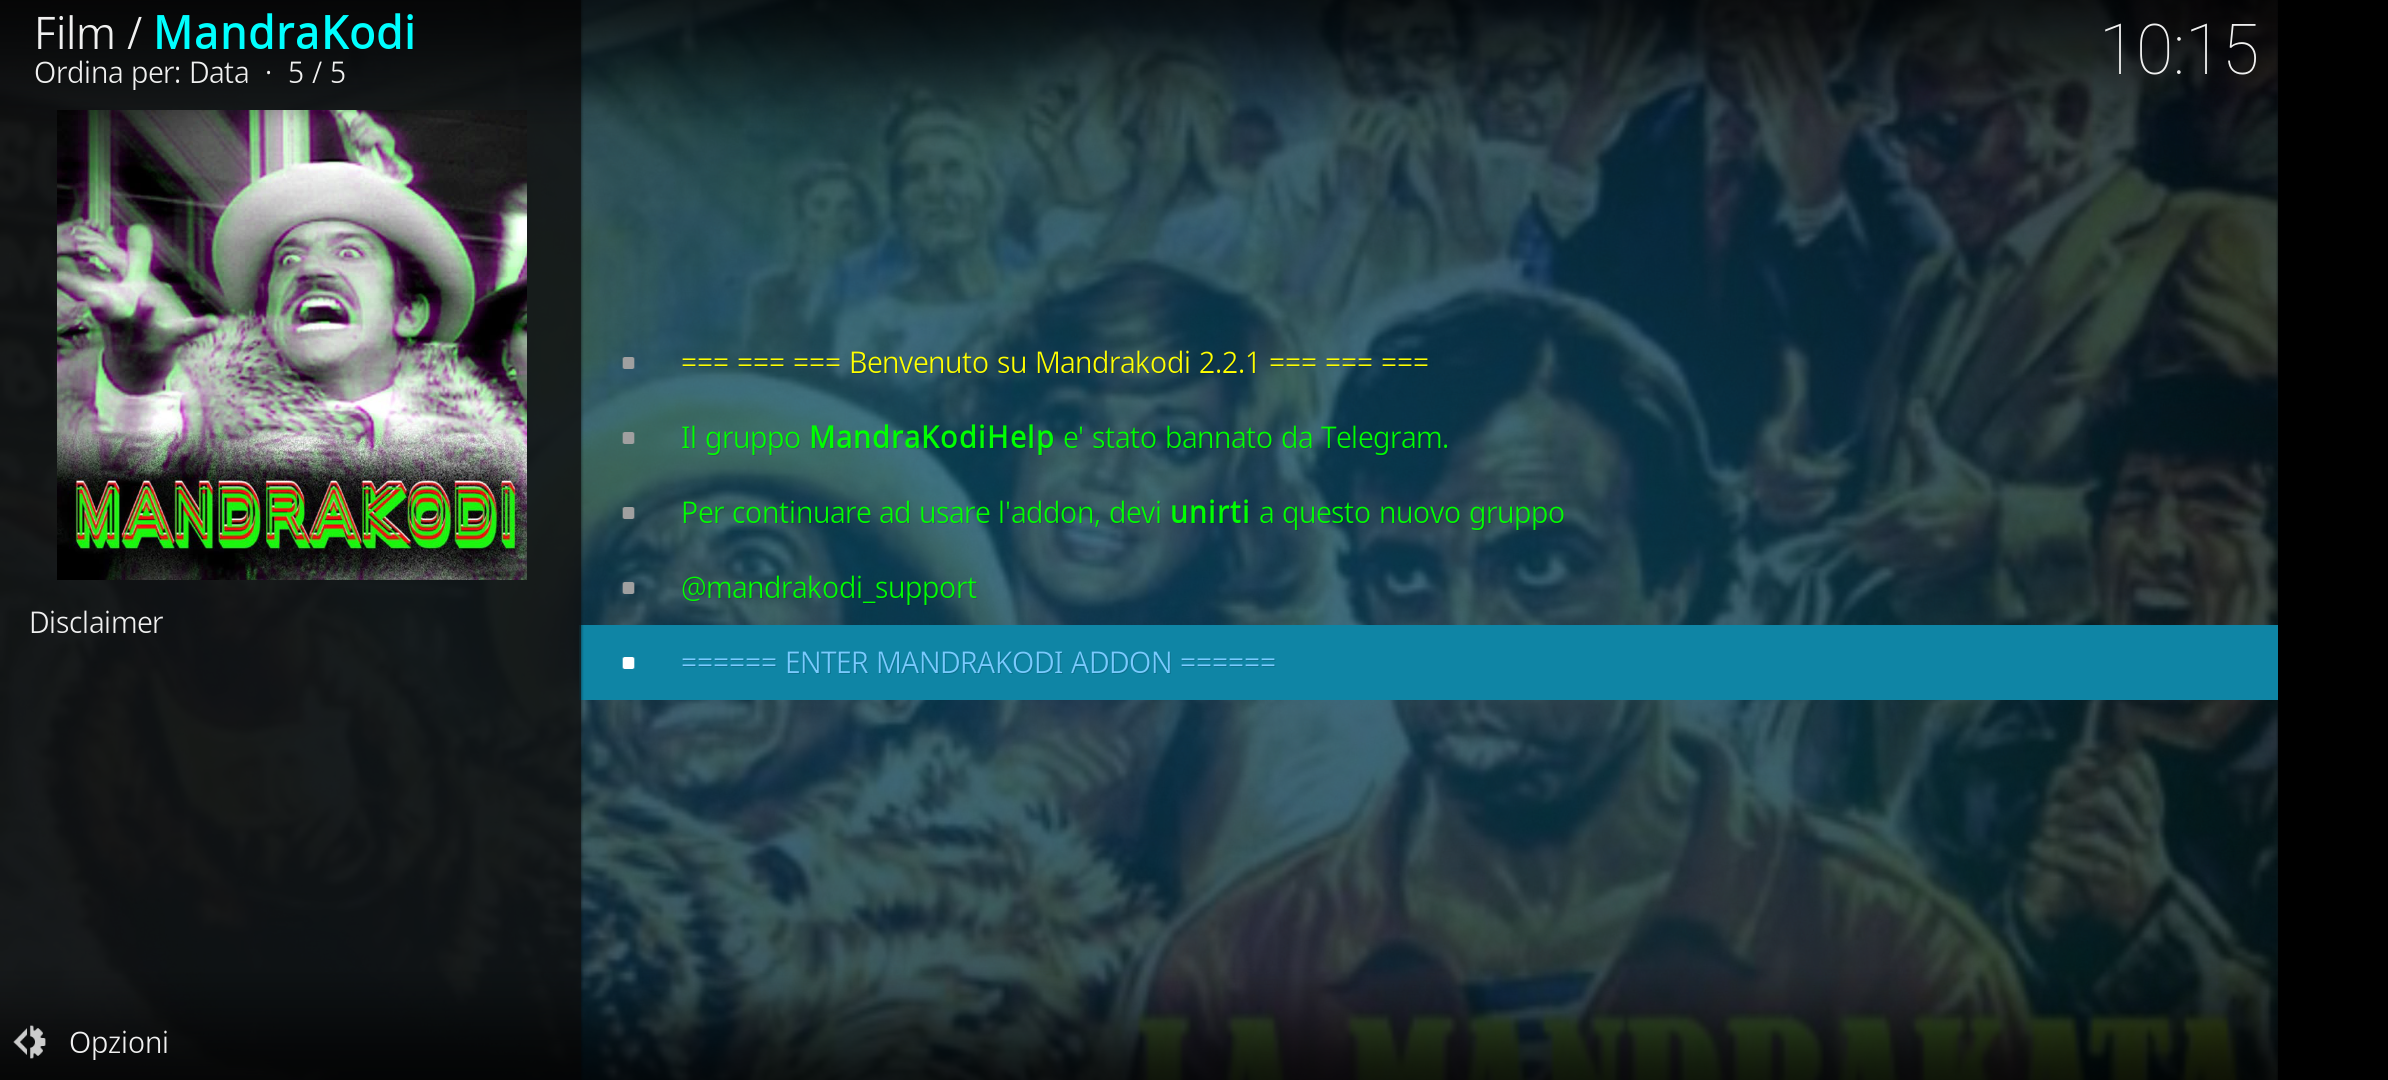 Film / MandraKodi
Ordina per: Data · 5 / 5
10:15
MANDRAKODI
Disclaimer
=== === === Benvenuto su Mandrakodi 2.2.1 === === ===
Il gruppo MandraKodiHelp e' stato bannato da Telegram.
Per continuare ad usare l'addon, devi unirti a questo nuovo gruppo
@mandrakodi_support
====== ENTER MANDRAKODI ADDON ======
Opzioni
LA MANDRAKATA